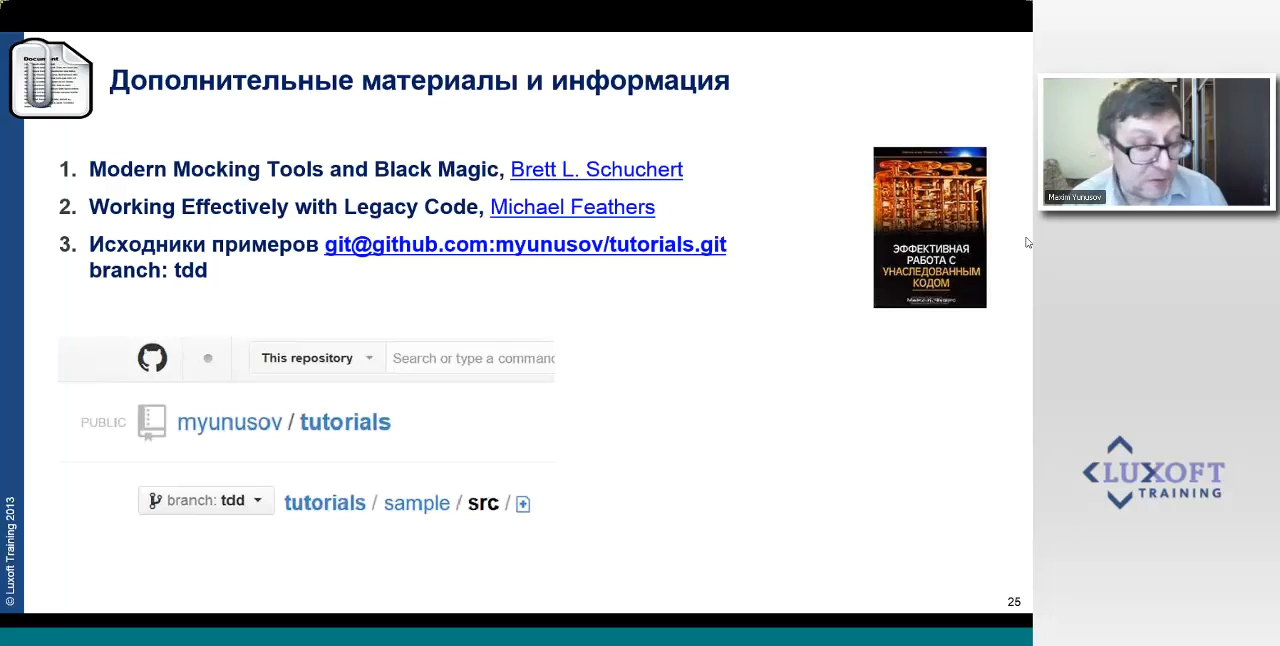 Document
Дополнительные материалы и информация
1. Modern Mocking Tools and Black Magic, Brett L. Schuchert
2. Working Effectively with Legacy Code, Michael Feathers
3. Исходники примеров git@github.com:myunusov/tutorials.git
branch: tdd
ЭФФЕКТИВНАЯ
РАБОТА С
УНАСЛЕДОВАННЫМ
КОДОМ
Maxim Yunusov
This repository
Search or type a command
PUBLIC
myunusov / tutorials
branch: tdd
tutorials / sample / src /
LUXOFT
TRAINING
© Luxoft Training 2013
25